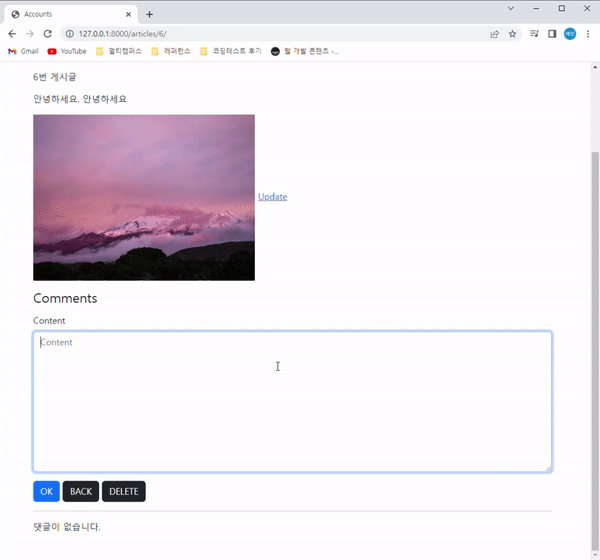 Accounts
127.0.0.1:8000/articles/6/
Gmail YouTube 멀티캠퍼스 레퍼런스 코딩테스트 후기 웹 개발 콘텐츠 -...
6번 게시글
안녕하세요. 안녕하세요
Update
Comments
Content
Content
OK BACK DELETE
댓글이 없습니다.